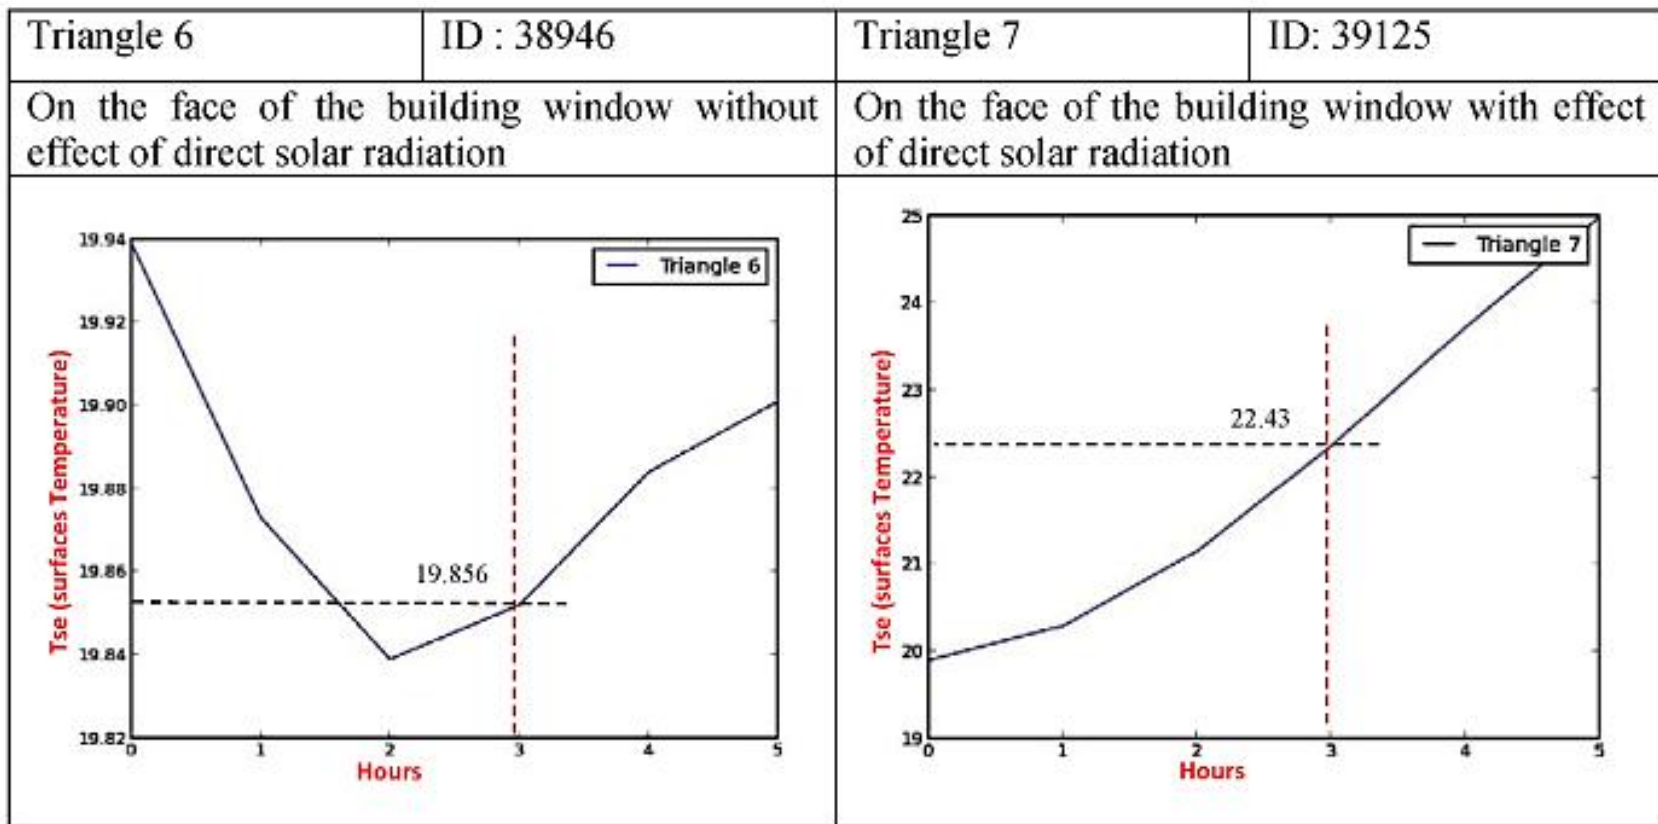 Triangle 6
ID : 38946
Triangle 7
ID: 39125
On the face of the building window without
effect of direct solar radiation
On the face of the building window with effect
of direct solar radiation
19.94
19.92
19.90
19.88
19.86
19.84
19.82
0 1 2 3 4 5
Tse (surfaces Temperature)
Hours
Triangle 6
19.856
25
24
23
22
21
20
19
0 1 2 3 4 5
Tse (surfaces Temperature)
Hours
Triangle 7
22.43